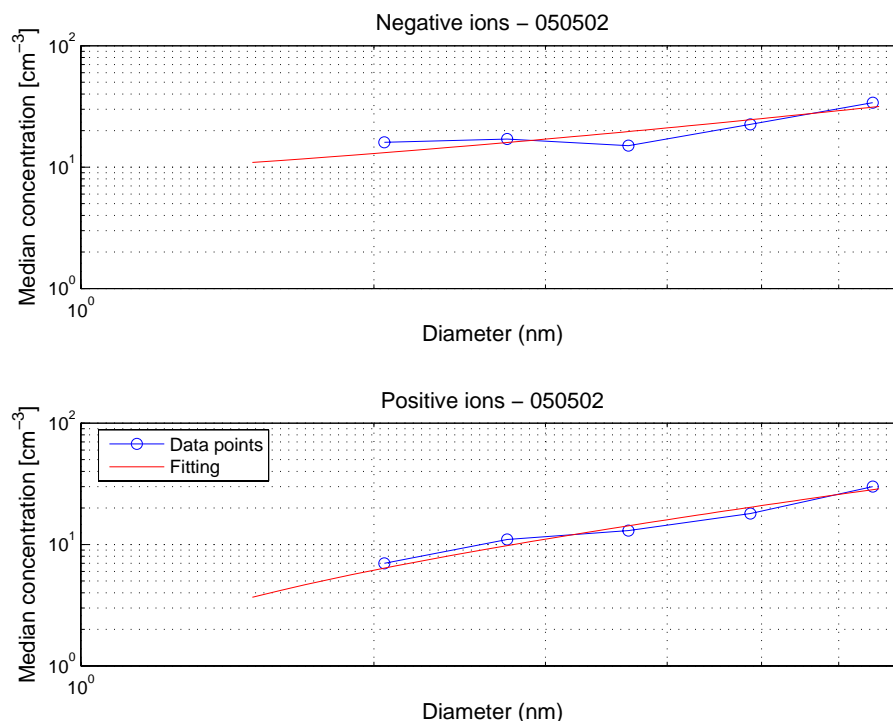 Negative ions − 050502
10^2
10^1
10^0
Median concentration [cm^−3]
10^0
Diameter (nm)
Positive ions − 050502
10^2
10^1
10^0
Median concentration [cm^−3]
Data points
Fitting
10^0
Diameter (nm)